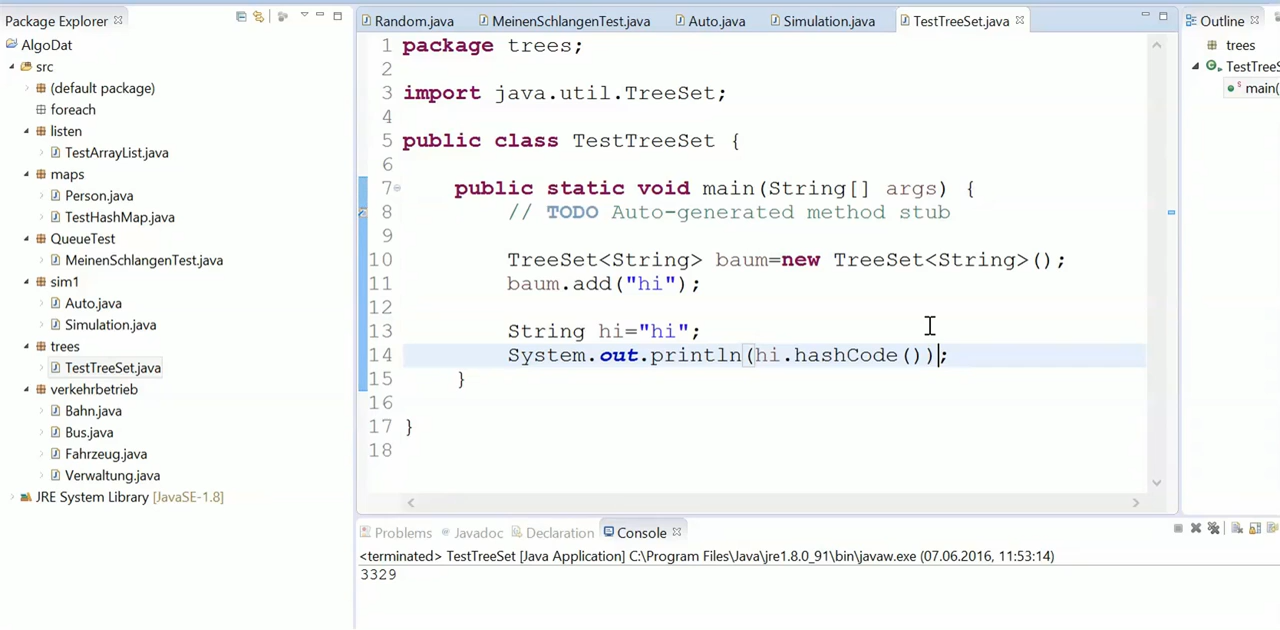 Package Explorer
AlgoDat
src
(default package)
foreach
listen
TestArrayList.java
maps
Person.java
TestHashMap.java
QueueTest
MeinenSchlangenTest.java
sim1
Auto.java
Simulation.java
trees
TestTreeSet.java
verkehrbetrieb
Bahn.java
Bus.java
Fahrzeug.java
Verwaltung.java
JRE System Library [JavaSE-1.8]
Random.java MeinenSchlangenTest.java Auto.java Simulation.java TestTreeSet.java
1 package trees;
2
3 import java.util.TreeSet;
4
5 public class TestTreeSet {
6
7 public static void main(String[] args) {
8 // TODO Auto-generated method stub
9
10 TreeSet<String> baum=new TreeSet<String>();
11 baum.add("hi");
12
13 String hi="hi";
14 System.out.println(hi.hashCode());
15 }
16
17 }
18
Problems @ Javadoc Declaration Console
<terminated> TestTreeSet [Java Application] C:\Program Files\Java\jre1.8.0_91\bin\javaw.exe (07.06.2016, 11:53:14)
3329
Outline
trees
TestTreeS
main(